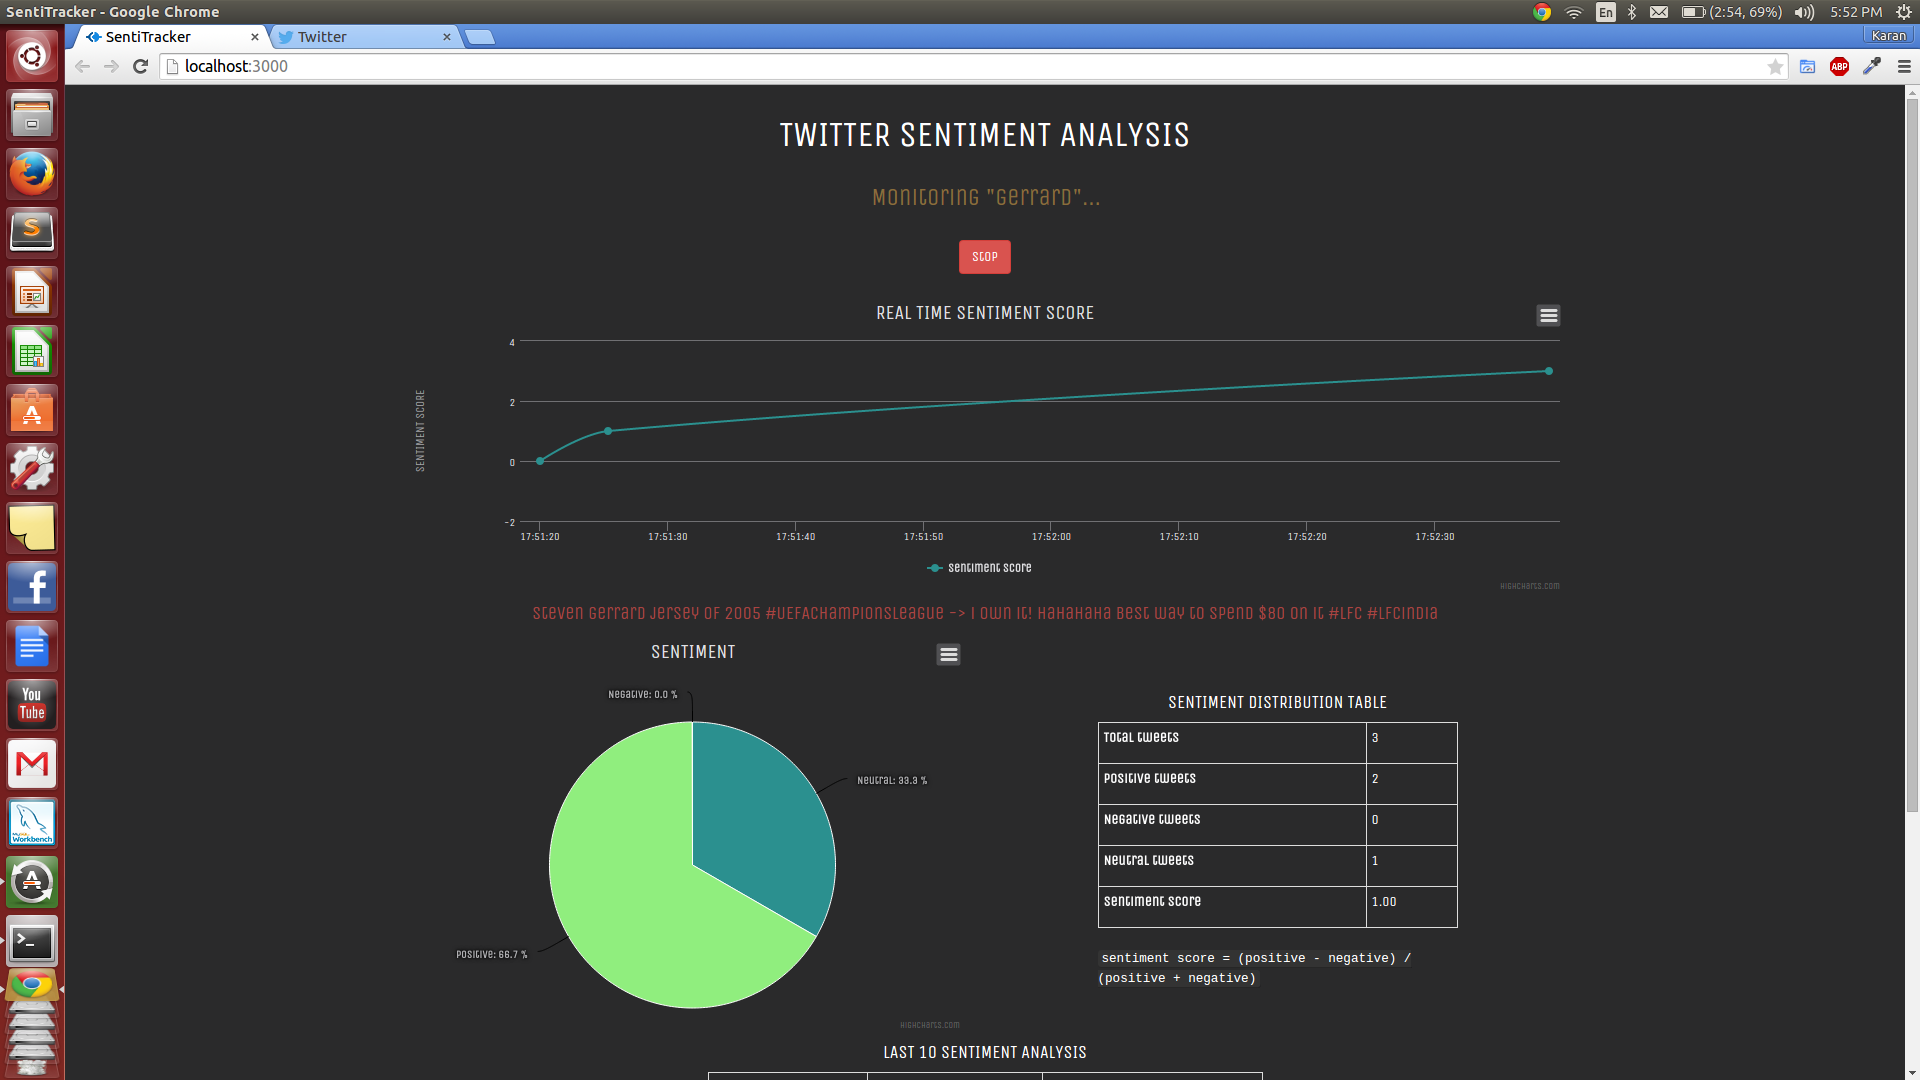 SentiTracker - Google Chrome
En
(2:54, 69%)
5:52 PM
SentiTracker
Twitter
Karan
localhost:3000
ABP
TWITTER SENTIMENT ANALYSIS
Monitoring "Gerrard"...
Stop
REAL TIME SENTIMENT SCORE
SENTIMENT SCORE
4
2
0
-2
17:51:20
17:51:30
17:51:40
17:51:50
17:52:00
17:52:10
17:52:20
17:52:30
Sentiment score
Highcharts.com
Steven Gerrard Jersey of 2005 #UEFAChampionsLeague -> I own it! Hahahaha Best way to spend $80 on it #LFC #LFCIndia
SENTIMENT
Negative: 0.0 %
Neutral: 33.3 %
Positive: 66.7 %
Highcharts.com
SENTIMENT DISTRIBUTION TABLE
Total tweets 3
Positive tweets 2
Negative tweets 0
Neutral tweets 1
Sentiment score 1.00
sentiment score = (positive - negative) /
(positive + negative)
LAST 10 SENTIMENT ANALYSIS
You
Tube
Workbench